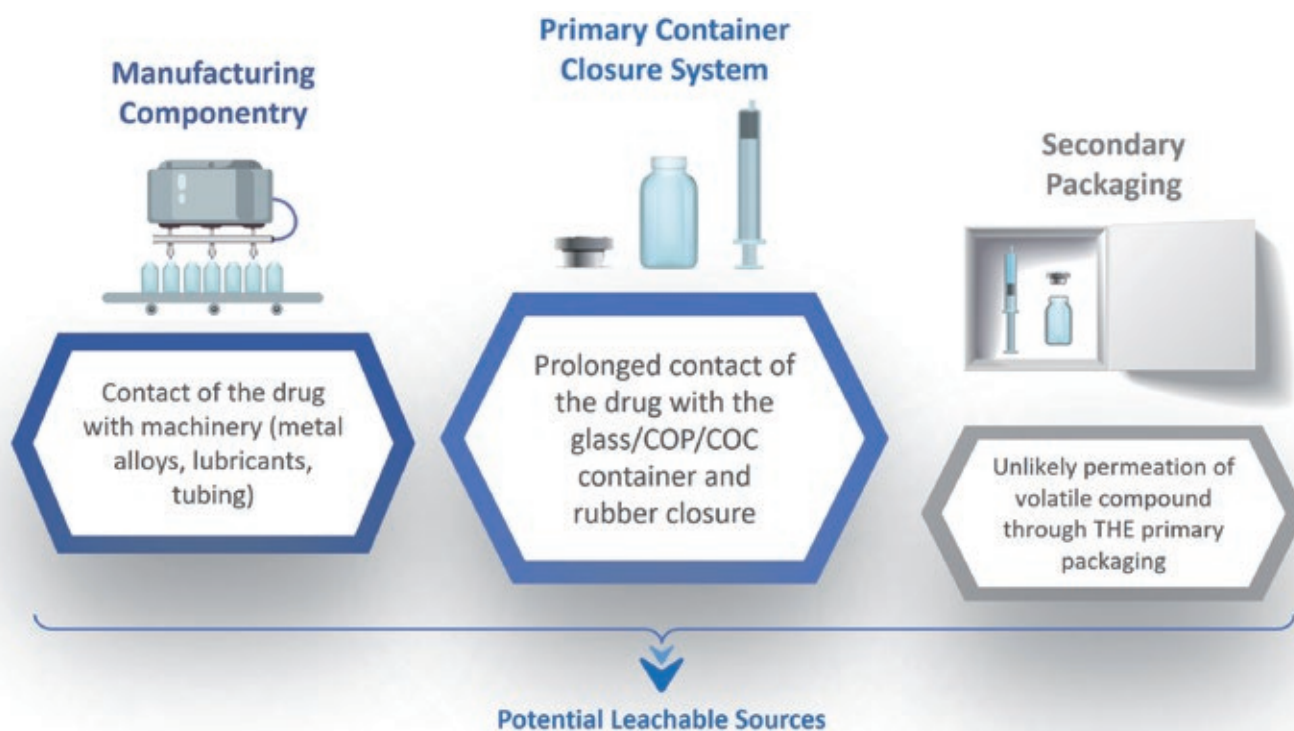 Manufacturing
Componentry
Contact of the drug
with machinery (metal
alloys, lubricants,
tubing)
Primary Container
Closure System
Prolonged contact of
the drug with the
glass/COP/COC
container and
rubber closure
Secondary
Packaging
Unlikely permeation of
volatile compound
through THE primary
packaging
Potential Leachable Sources